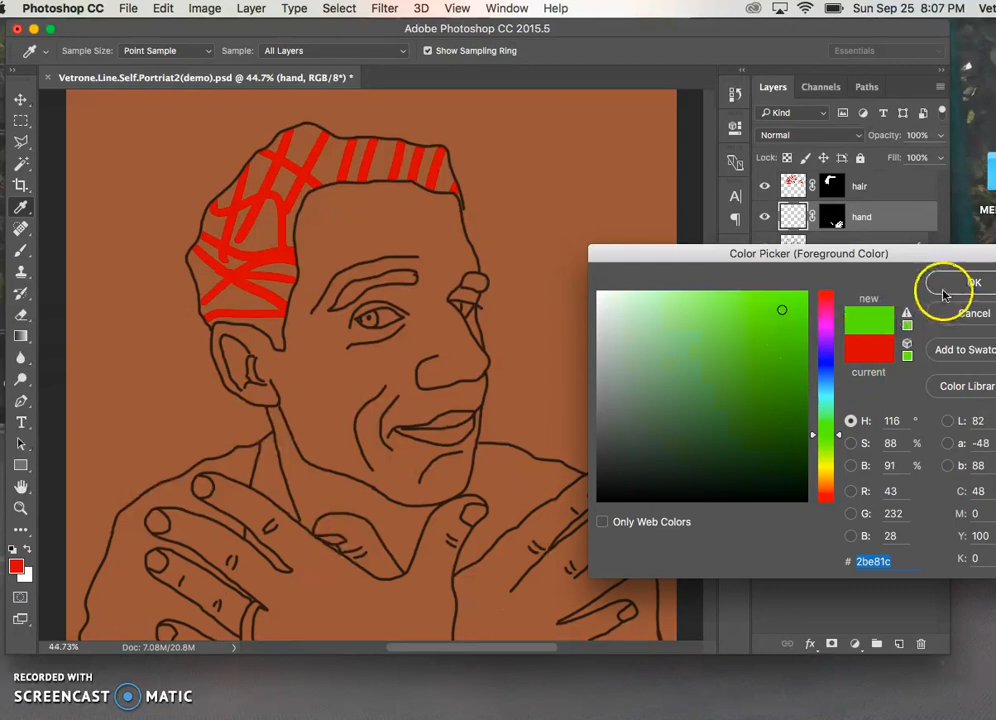 Photoshop CC File Edit Image Layer Type Select Filter 3D View Window Help Sun Sep 25 8:07 PM Vet
Adobe Photoshop CC 2015.5
Sample Size: Point Sample Sample: All Layers Show Sampling Ring Essentials
Vetrone.Line.Self.Portriat2(demo).psd @ 44.7% (hand, RGB/8*) *
Layers Channels Paths
Kind
Normal Opacity: 100%
Lock: Fill: 100%
hair
hand
Color Picker (Foreground Color)
OK
new
Cancel
current
Add to Swatc
Color Librar
H: 116 ° L: 82
S: 88 % a: -48
B: 91 % b: 88
R: 43 C: 48
G: 232 M: 0
B: 28 Y: 100
Only Web Colors
# 2be81c K: 0
44.73% Doc: 7.08M/20.8M
RECORDED WITH
SCREENCAST MATIC